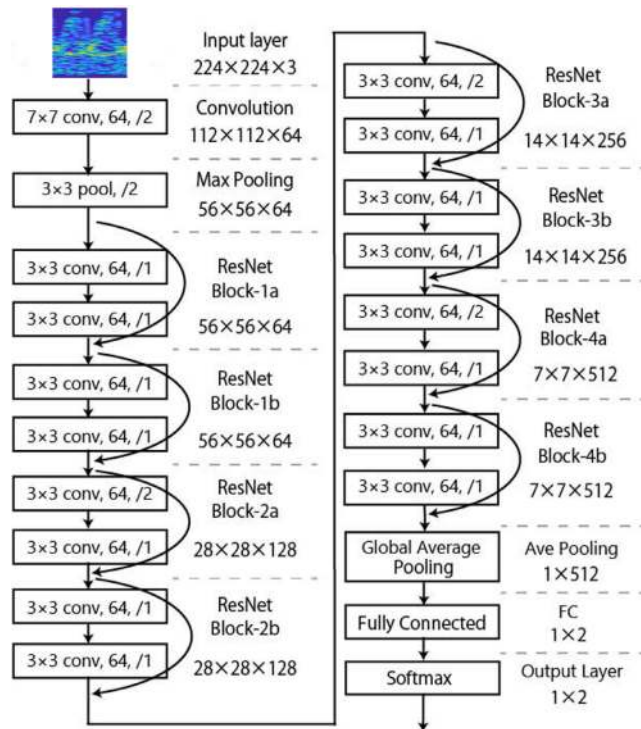 Input layer
224×224×3
7×7 conv, 64, /2
Convolution
112×112×64
3×3 pool, /2
Max Pooling
56×56×64
3×3 conv, 64, /1
3×3 conv, 64, /1
ResNet
Block-1a
56×56×64
3×3 conv, 64, /1
3×3 conv, 64, /1
ResNet
Block-1b
56×56×64
3×3 conv, 64, /2
3×3 conv, 64, /1
ResNet
Block-2a
28×28×128
3×3 conv, 64, /1
3×3 conv, 64, /1
ResNet
Block-2b
28×28×128
3×3 conv, 64, /2
3×3 conv, 64, /1
ResNet
Block-3a
14×14×256
3×3 conv, 64, /1
3×3 conv, 64, /1
ResNet
Block-3b
14×14×256
3×3 conv, 64, /2
3×3 conv, 64, /1
ResNet
Block-4a
7×7×512
3×3 conv, 64, /1
3×3 conv, 64, /1
ResNet
Block-4b
7×7×512
Global Average
Pooling
Ave Pooling
1×512
Fully Connected
FC
1×2
Softmax
Output Layer
1×2